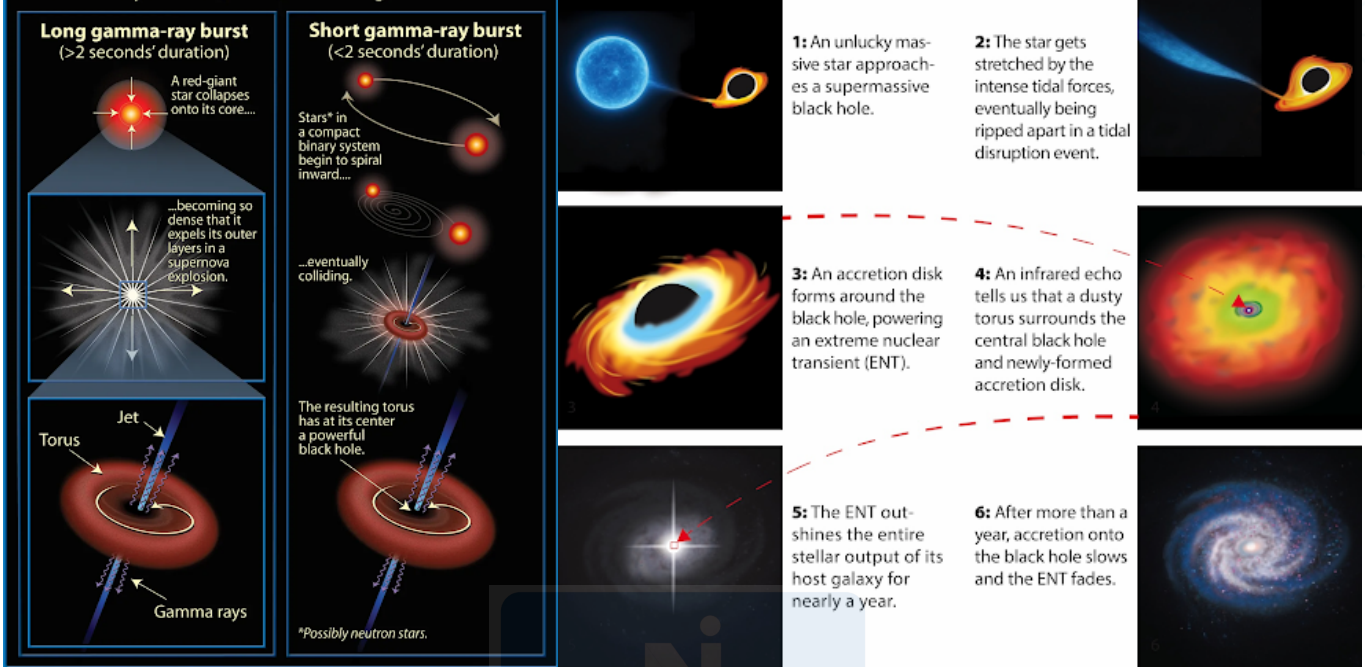 Long gamma-ray burst
(>2 seconds' duration)
A red-giant
star collapses
onto its core....
...becoming so
dense that it
expels its outer
layers in a
supernova
explosion.
Jet
Torus
Gamma rays
Short gamma-ray burst
(<2 seconds' duration)
Stars* in
a compact
binary system
begin to spiral
inward....
...eventually
colliding.
The resulting torus
has at its center
a powerful
black hole.
*Possibly neutron stars.
1: An unlucky mas-
sive star approach-
es a supermassive
black hole.
2: The star gets
stretched by the
intense tidal forces,
eventually being
ripped apart in a tidal
disruption event.
3: An accretion disk
forms around the
black hole, powering
an extreme nuclear
transient (ENT).
3
4: An infrared echo
tells us that a dusty
torus surrounds the
central black hole
and newly-formed
accretion disk.
4
5: The ENT out-
shines the entire
stellar output of its
host galaxy for
nearly a year.
6: After more than a
year, accretion onto
the black hole slows
and the ENT fades.
6